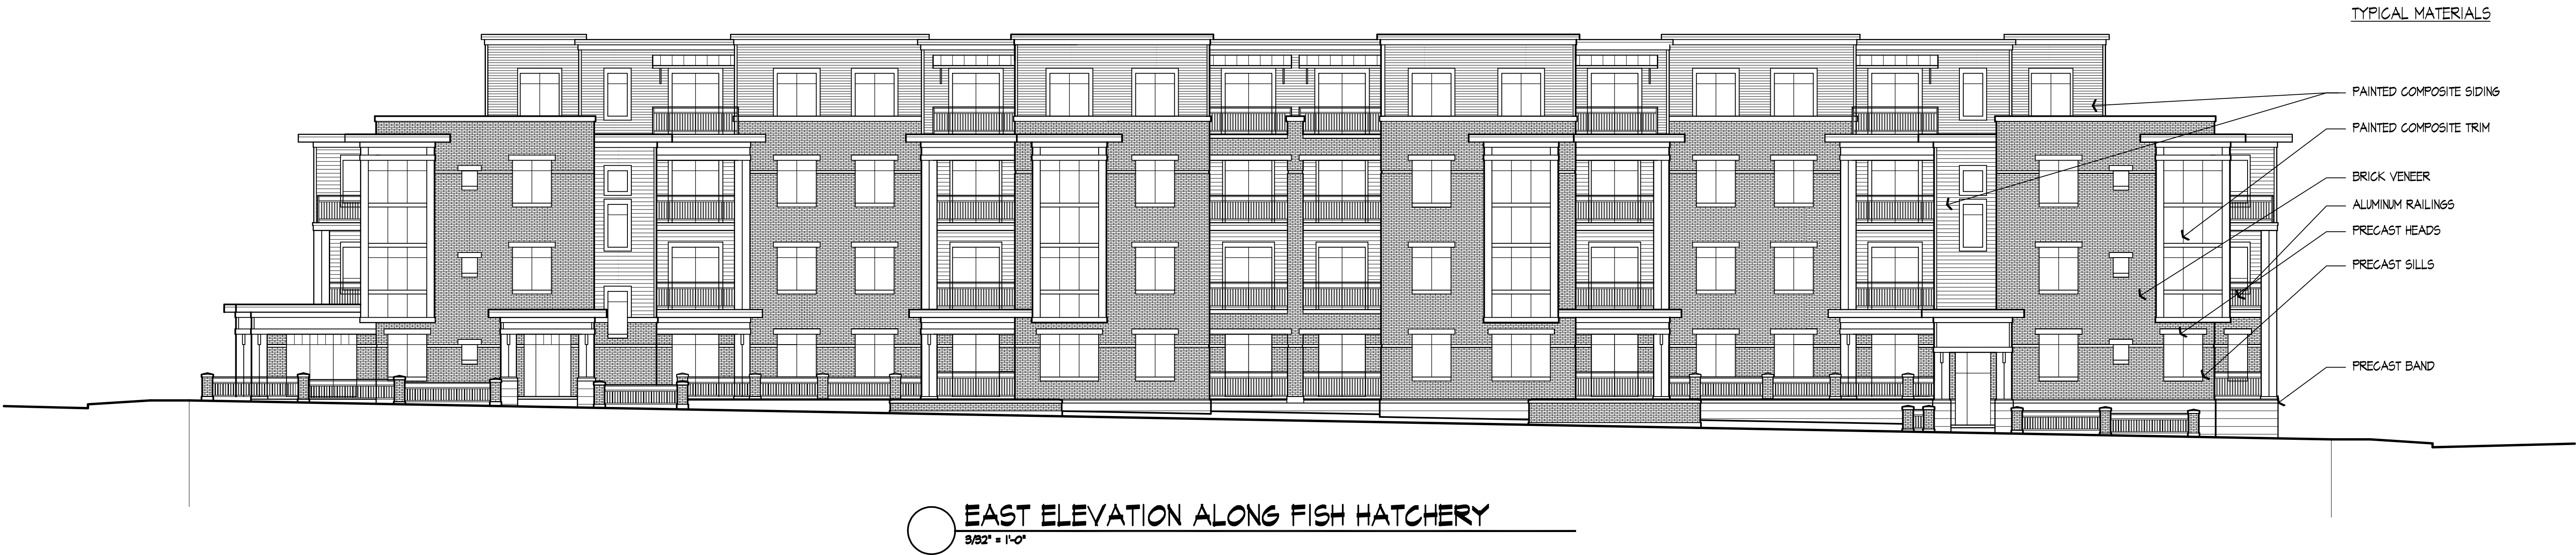 TYPICAL MATERIALS
PAINTED COMPOSITE SIDING
PAINTED COMPOSITE TRIM
BRICK VENEER
ALUMINUM RAILINGS
PRECAST HEADS
PRECAST SILLS
PRECAST BAND
EAST ELEVATION ALONG FISH HATCHERY
3/32" = 1'-0"